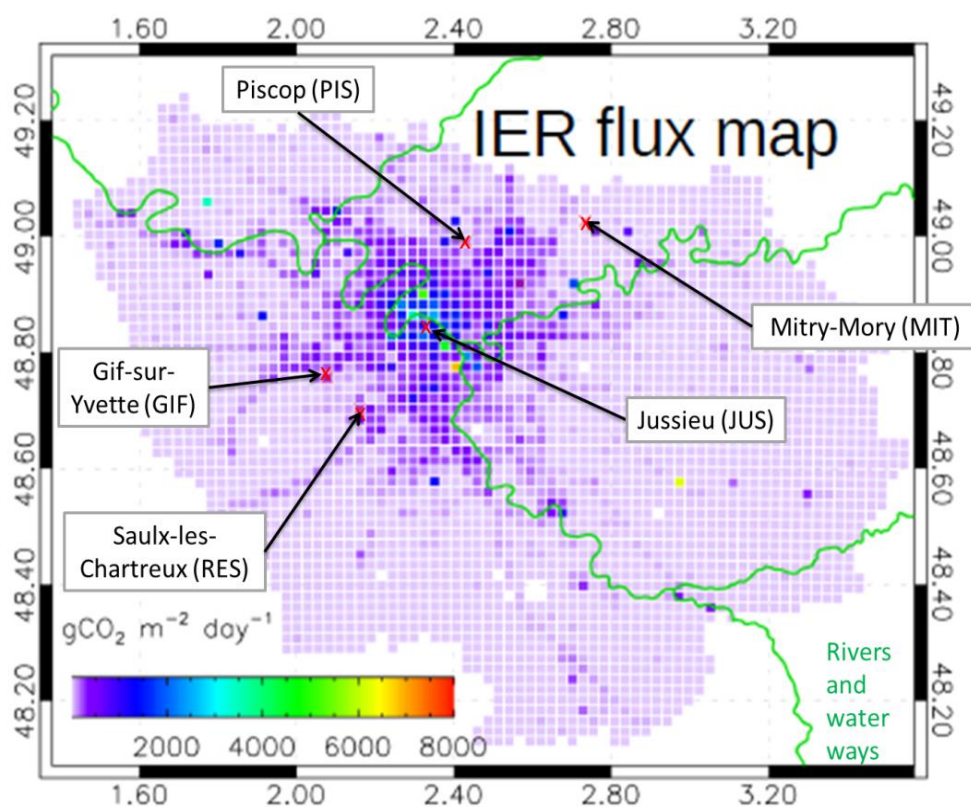 1.60 2.00 2.40 2.80 3.20
IER flux map
Piscop (PIS)
Mitry-Mory (MIT)
Gif-sur-
Yvette (GIF)
Jussieu (JUS)
Saulx-les-
Chartreux (RES)
gCO₂ m⁻² day⁻¹
2000 4000 6000 8000
Rivers
and
water
ways
49.20
49.00
48.80
48.60
48.40
48.20
49.20
49.00
80
48.60
48.40
48.20
1.60 2.00 2.40 2.80 3.20